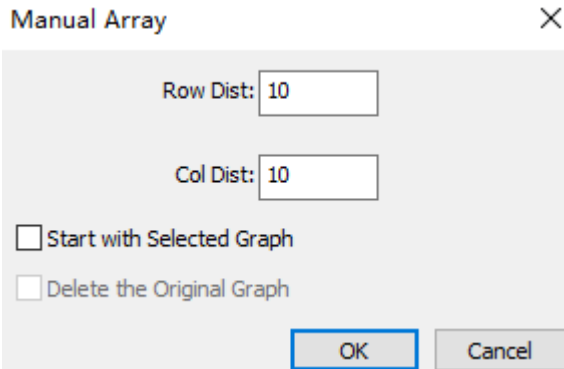 Manual Array
Row Dist: 10
Col Dist: 10
Start with Selected Graph
Delete the Original Graph
OK Cancel